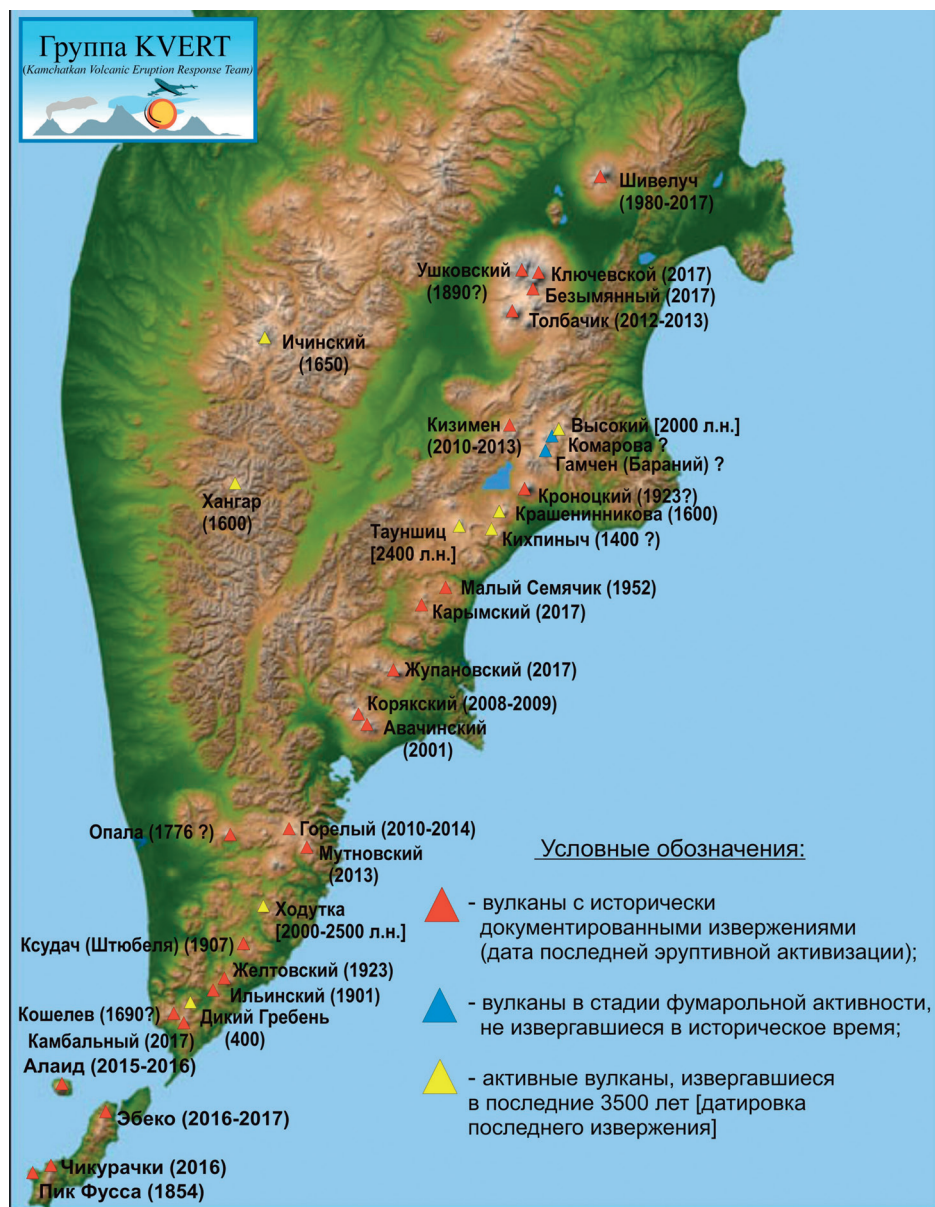 Группа KVERT
(Kamchatkan Volcanic Eruption Response Team)
Шивелуч
(1980-2017)
Ушковский
(1890?)
Ключевской (2017)
Безымянный (2017)
Толбачик (2012-2013)
Ичинский
(1650)
Кизимен
(2010-2013)
Высокий [2000 л.н.]
Комарова ?
Гамчен (Бараний) ?
Хангар
(1600)
Кроноцкий (1923?)
Крашенинникова (1600)
Тауншиц
[2400 л.н.]
Кихпиныч (1400 ?)
Малый Семячик (1952)
Карымский (2017)
Жупановский (2017)
Корякский (2008-2009)
Авачинский
(2001)
Опала (1776 ?)
Горелый (2010-2014)
Мутновский
(2013)
Ходутка
[2000-2500 л.н.]
Ксудач (Штюбеля) (1907)
Желтовский (1923)
Ильинский (1901)
Кошелев (1690?)
Дикий Гребень
(400)
Камбальный (2017)
Алаид (2015-2016)
Эбеко (2016-2017)
Чикурачки (2016)
Пик Фусса (1854)
Условные обозначения:
- вулканы с исторически
документированными извержениями
(дата последней эруптивной активизации);
- вулканы в стадии фумарольной активности,
не извергавшиеся в историческое время;
- активные вулканы, извергавшиеся
в последние 3500 лет [датировка
последнего извержения]